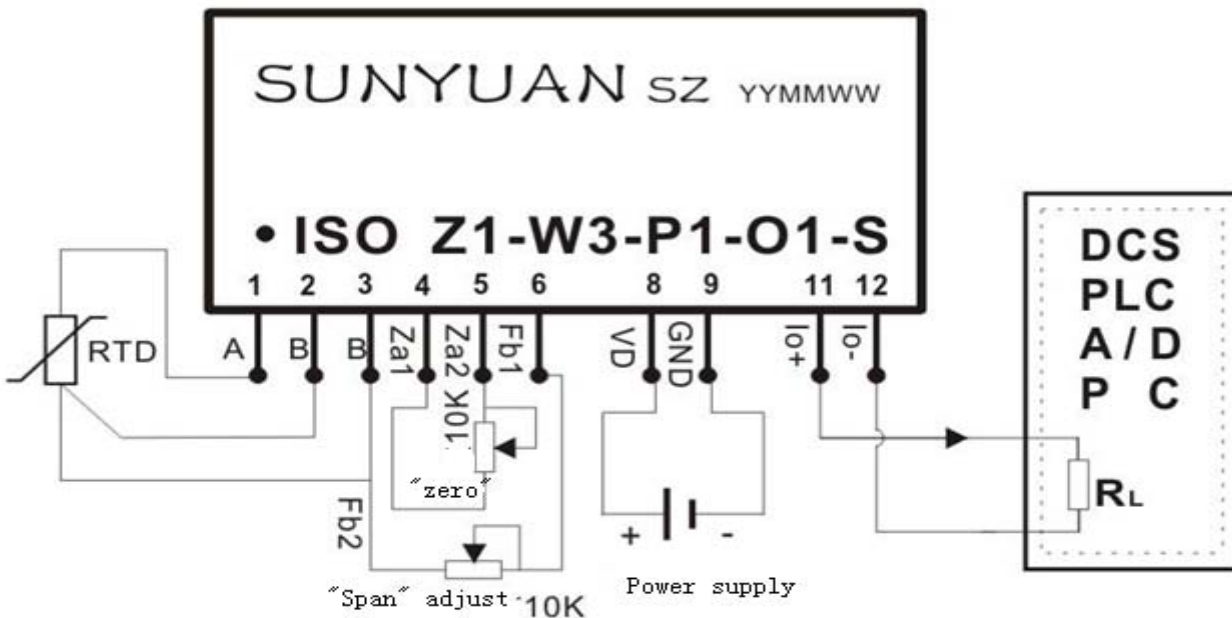 SUNYUAN SZ YYMMWW
• ISO Z1-W3-P1-O1-S
1 2 3 4 5 6 8 9 11 12
A B B Za1 Za2 Fb1 VD GND Io+ Io-
RTD
10K
"zero"
Fb2
"Span" adjust 10K
+ -
Power supply
DCS
PLC
A/D
P C
RL